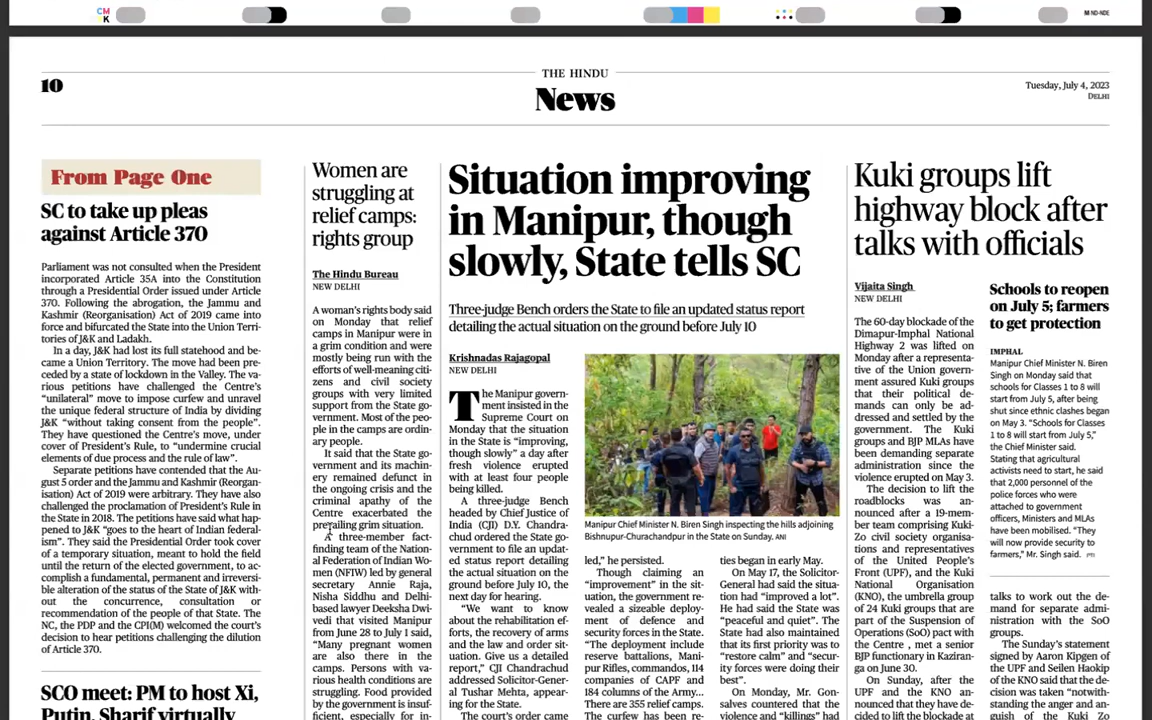 CM
K
M ND-NDE
10
THE HINDU
News
Tuesday, July 4, 2023
DELHI
From Page One
SC to take up pleas
against Article 370
Parliament was not consulted when the President
incorporated Article 35A into the Constitution
through a Presidential Order issued under Article
370. Following the abrogation, the Jammu and
Kashmir (Reorganisation) Act of 2019 came into
force and bifurcated the State into the Union Terri-
tories of J&K and Ladakh.
In a day, J&K had lost its full statehood and be-
came a Union Territory. The move had been pre-
ceded by a state of lockdown in the Valley. The va-
rious petitions have challenged the Centre's
"unilateral" move to impose curfew and unravel
the unique federal structure of India by dividing
J&K "without taking consent from the people".
They have questioned the Centre's move, under
cover of President's Rule, to "undermine crucial
elements of due process and the rule of law".
Separate petitions have contended that the Au-
gust 5 order and the Jammu and Kashmir (Reorgan-
isation) Act of 2019 were arbitrary. They have also
challenged the proclamation of President's Rule in
the State in 2018. The petitions have said what hap-
pened to J&K "goes to the heart of Indian federal-
ism". They said the Presidential Order took cover
of a temporary situation, meant to hold the field
until the return of the elected government, to ac-
complish a fundamental, permanent and irreversi-
ble alteration of the status of the State of J&K with-
out the concurrence, consultation or
recommendation of the people of that State. The
NC, the PDP and the CPI(M) welcomed the court's
decision to hear petitions challenging the dilution
of Article 370.
SCO meet: PM to host Xi,
Putin, Sharif virtually
Women are
struggling at
relief camps:
rights group
The Hindu Bureau
NEW DELHI
A woman's rights body said
on Monday that relief
camps in Manipur were in
a grim condition and were
mostly being run with the
efforts of well-meaning citi-
zens and civil society
groups with very limited
support from the State go-
vernment. Most of the peo-
ple in the camps are ordin-
ary people.
It said that the State go-
vernment and its machin-
ery remained defunct in
the ongoing crisis and the
criminal apathy of the
Centre exacerbated the
prevailing grim situation.
A three-member fact-
finding team of the Nation-
al Federation of Indian Wo-
men (NFIW) led by general
secretary Annie Raja,
Nisha Siddhu and Delhi-
based lawyer Deeksha Dwi-
vedi that visited Manipur
from June 28 to July 1 said,
"Many pregnant women
are also there in the
camps. Persons with va-
rious health conditions are
struggling. Food provided
by the government is insuf-
ficient, especially for in-
Situation improving
in Manipur, though
slowly, State tells SC
Three-judge Bench orders the State to file an updated status report
detailing the actual situation on the ground before July 10
Krishnadas Rajagopal
NEW DELHI
The Manipur govern-
ment insisted in the
Supreme Court on
Monday that the situation
in the State is "improving,
though slowly" a day after
fresh violence erupted
with at least four people
being killed.
A three-judge Bench
headed by Chief Justice of
India (CJI) D.Y. Chandra-
chud ordered the State go-
vernment to file an updat-
ed status report detailing
the actual situation on the
ground before July 10, the
next day for hearing.
"We want to know
about the rehabilitation ef-
forts, the recovery of arms
and the law and order sit-
uation. Give us a detailed
report," CJI Chandrachud
addressed Solicitor-Gener-
al Tushar Mehta, appear-
ing for the State.
The court's order came
Manipur Chief Minister N. Biren Singh inspecting the hills adjoining
Bishnupur-Churachandpur in the State on Sunday. ANI
led," he persisted.
Though claiming an
"improvement" in the sit-
uation, the government re-
vealed a sizeable deploy-
ment of defence and
security forces in the State.
"The deployment include
reserve battalions, Mani-
pur Rifles, commandos, 114
companies of CAPF and
184 columns of the Army...
There are 355 relief camps.
The curfew has been re-
ties began in early May.
On May 17, the Solicitor-
General had said the situa-
tion had "improved a lot".
He had said the State was
"peaceful and quiet". The
State had also maintained
that its first priority was to
"restore calm" and "secur-
ity forces were doing their
best".
On Monday, Mr. Gon-
salves countered that the
violence and "killings" had
Kuki groups lift
highway block after
talks with officials
Vijaita Singh
NEW DELHI
The 60-day blockade of the
Dimapur-Imphal National
Highway 2 was lifted on
Monday after a representa-
tive of the Union govern-
ment assured Kuki groups
that their political de-
mands can only be ad-
dressed and settled by the
government. The Kuki
groups and BJP MLAs have
been demanding separate
administration since the
violence erupted on May 3.
The decision to lift the
roadblocks was an-
nounced after a 19-mem-
ber team comprising Kuki-
Zo civil society organisa-
tions and representatives
of the United People's
Front (UPF), and the Kuki
National Organisation
(KNO), the umbrella group
of 24 Kuki groups that are
part of the Suspension of
Operations (SoO) pact with
the Centre , met a senior
BJP functionary in Kaziran-
ga on June 30.
On Sunday, after the
UPF and the KNO an-
nounced that they have de-
cided to lift the blockade at
Schools to reopen
on July 5; farmers
to get protection
IMPHAL
Manipur Chief Minister N. Biren
Singh on Monday said that
schools for Classes 1 to 8 will
start from July 5, after being
shut since ethnic clashes began
on May 3. "Schools for Classes
1 to 8 will start from July 5,"
the Chief Minister said.
Stating that agricultural
activists need to start, he said
that 2,000 personnel of the
police forces who were
attached to government
officers, Ministers and MLAs
have been mobilised. "They
will now provide security to
farmers," Mr. Singh said. PTI
talks to work out the de-
mand for separate admi-
nistration with the SoO
groups.
The Sunday's statement
signed by Aaron Kipgen of
the UPF and Seilen Haokip
of the KNO said that the de-
cision was taken "notwith-
standing the anger and an-
guish of the Kuki Zo